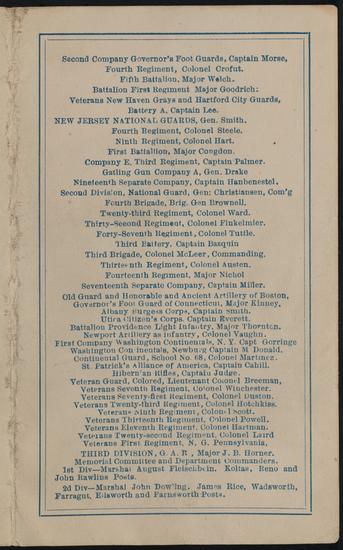 Second Company Governor's Foot Guards, Captain Morse,
Fourth Regiment, Colonel Crofut.
Fifth Battalion, Major Welch.
Battalion First Regiment Major Goodrich:
Veterans New Haven Grays and Hartford City Guards,
Battery A, Captain Lee.
NEW JERSEY NATIONAL GUARDS, Gen. Smith.
Fourth Regiment, Colonel Steele.
Ninth Regiment, Colonel Hart.
First Battallion, Major Congdon.
Company E, Third Regiment, Captain Palmer.
Gatling Gun Company A, Gen. Drake
Nineteenth Separate Company, Captain Hanbenestel.
Second Division, National Guard, Gen: Christiansen, Com'g
Fourth Brigade, Brig. Gen Brownell,
Twenty-third Regiment, Colonel Ward.
Thirty-Second Regiment, Colonel Finkelmier.
Forty-Seventh Regiment, Colonel Tuttle.
Third Battery, Captain Basquin
Third Brigade, Colonel McLeer, Commanding.
Thirteenth Regiment, Colonel Austen.
Fourteenth Regiment, Major Nichol
Seventeenth Separate Company, Captain Miller.
Old Guard and Honorable and Ancient Artillery of Boston,
Governor's Foot Guard of Connecticut, Major Kinney,
Albany Burgess Corps, Captain Smith.
Utica Citizen's Corps. Captain Everett.
Battalion Providence Light Infantry, Major Thornton.
Newport Artillery as infantry, Colonel Vaughn.
First Company Washington Continentals, N. Y. Capt Gorringe
Washington Continentals, Newburg Captain M Donald.
Continental Guard, School No. 68, Colonel Martinez.
St. Patrick's Alliance of America, Captain Cahill.
Hibernian Rifles, Captain Judge.
Veteran Guard, Colored, Lieutenant Colonel Breeman,
Veterans Seventh Regiment, Colonel Winchester.
Veterans Seventy-first Regiment, Colonel Duston.
Veterans Twenty-third Regiment, Colonel Hotchkiss.
Veterans Ninth Regiment, Colonel Scott.
Veterans Thirteenth Regiment, Colonel Powell.
Veterans Eleventh Regiment, Colonel Hartman.
Veterans Twenty-second Regiment, Colonel Laird
Veterans First Regiment, N. G. Pennsylvania,
THIRD DIVISION, G. A. R, Major J. B. Horner.
Memorial Committee and Department Commanders.
1st Div—Marshal August Fleischbein. Koltes, Reno and
John Rawlins Posts.
2d Div—Marshal John Dowling. James Rice, Wadsworth,
Farragut, Ellsworth and Farnsworth Posts.